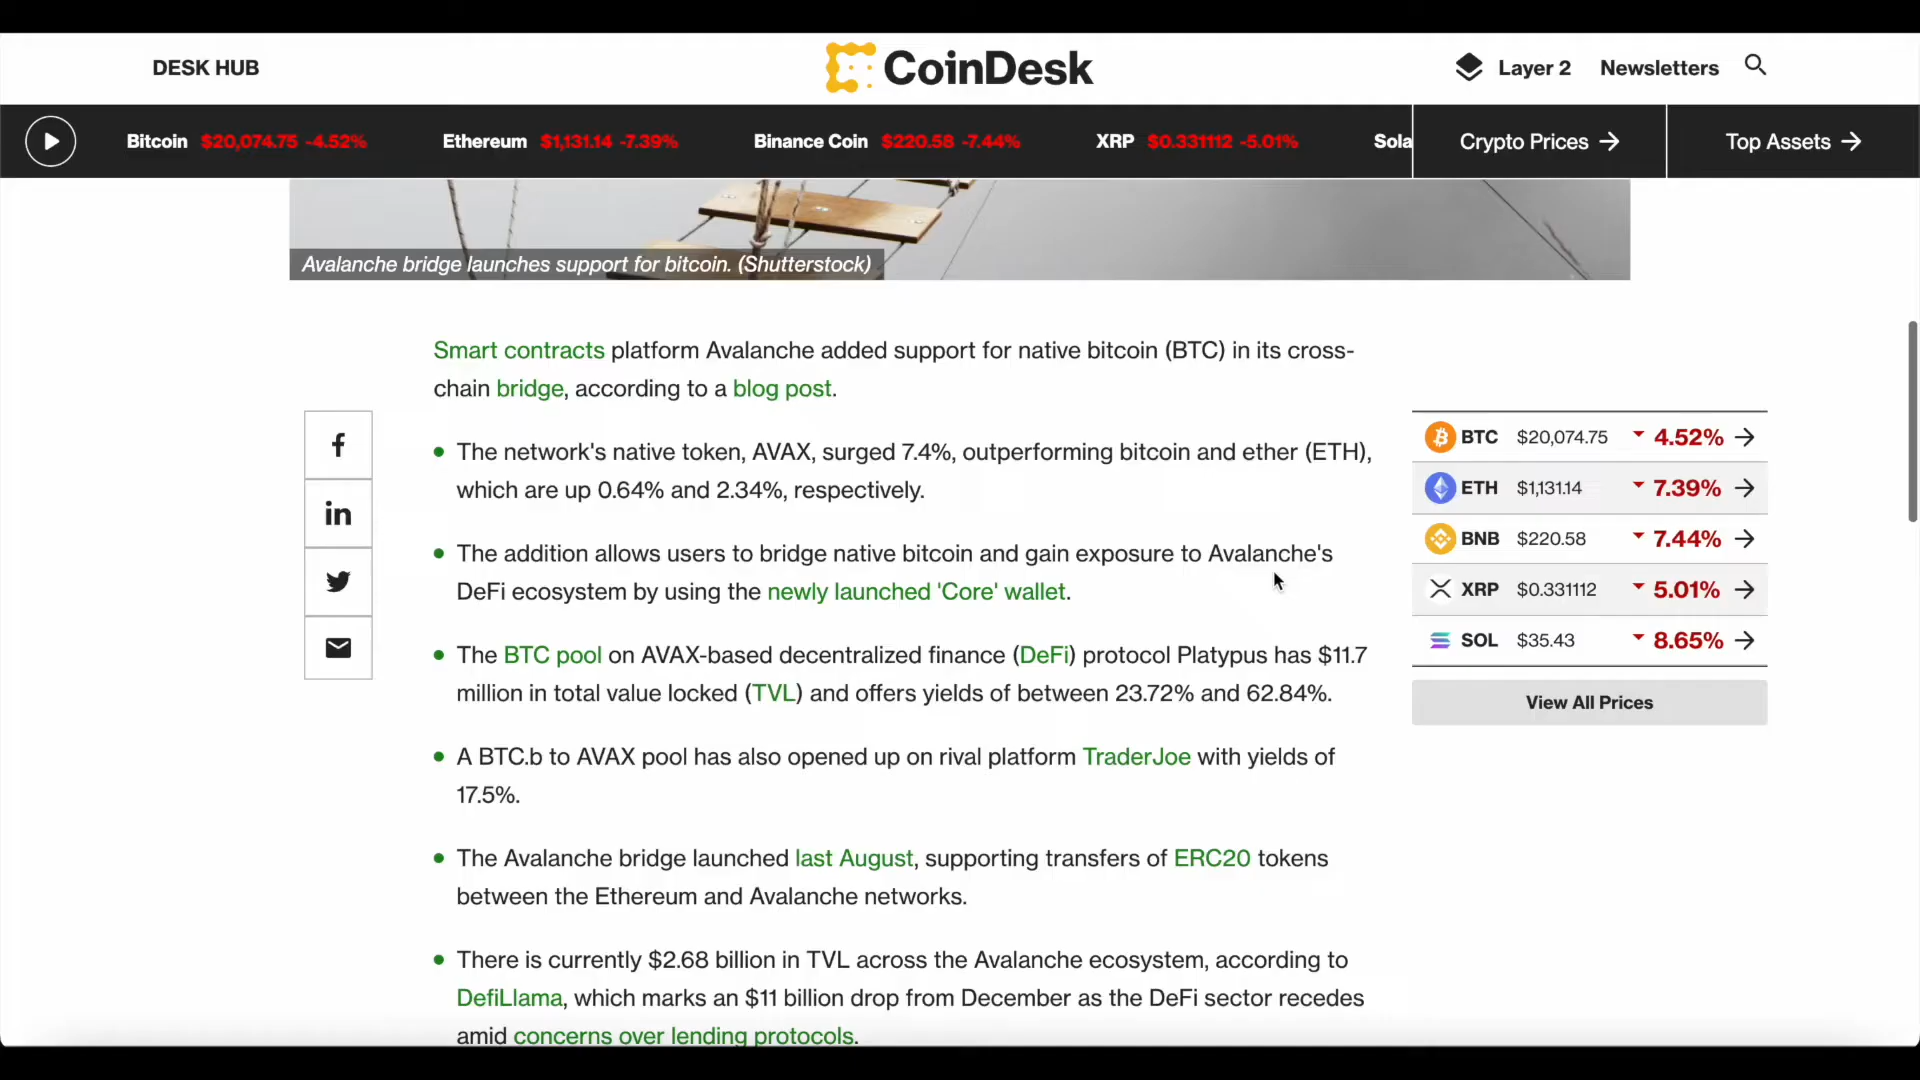 DESK HUB
CoinDesk
Layer 2
Newsletters
Bitcoin $20,074.75 -4.52%
Ethereum $1,131.14 -7.39%
Binance Coin $220.58 -7.44%
XRP $0.331112 -5.01%
Sola
Crypto Prices →
Top Assets →
Avalanche bridge launches support for bitcoin. (Shutterstock)
Smart contracts platform Avalanche added support for native bitcoin (BTC) in its cross-
chain bridge, according to a blog post.
• The network's native token, AVAX, surged 7.4%, outperforming bitcoin and ether (ETH),
which are up 0.64% and 2.34%, respectively.
• The addition allows users to bridge native bitcoin and gain exposure to Avalanche's
DeFi ecosystem by using the newly launched 'Core' wallet.
• The BTC pool on AVAX-based decentralized finance (DeFi) protocol Platypus has $11.7
million in total value locked (TVL) and offers yields of between 23.72% and 62.84%.
• A BTC.b to AVAX pool has also opened up on rival platform TraderJoe with yields of
17.5%.
• The Avalanche bridge launched last August, supporting transfers of ERC20 tokens
between the Ethereum and Avalanche networks.
• There is currently $2.68 billion in TVL across the Avalanche ecosystem, according to
DefiLlama, which marks an $11 billion drop from December as the DeFi sector recedes
amid concerns over lending protocols.
BTC $20,074.75 4.52% →
ETH $1,131.14 7.39% →
BNB $220.58 7.44% →
XRP $0.331112 5.01% →
SOL $35.43 8.65% →
View All Prices